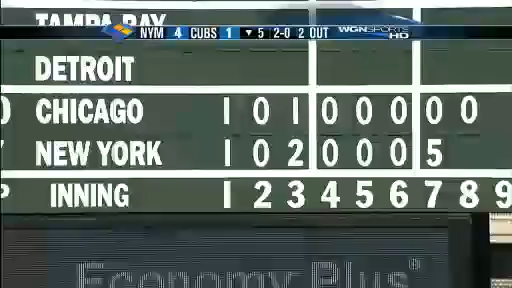 TAMPA BAY
NYM 4 CUBS 1 ▼ 5 2-0 2 OUT WGNSPORTS HD
DETROIT
CHICAGO 1 0 1 0 0 0 0 0
NEW YORK 1 0 2 0 0 0 5
INNING 1 2 3 4 5 6 7 8 9
Economy Plus®